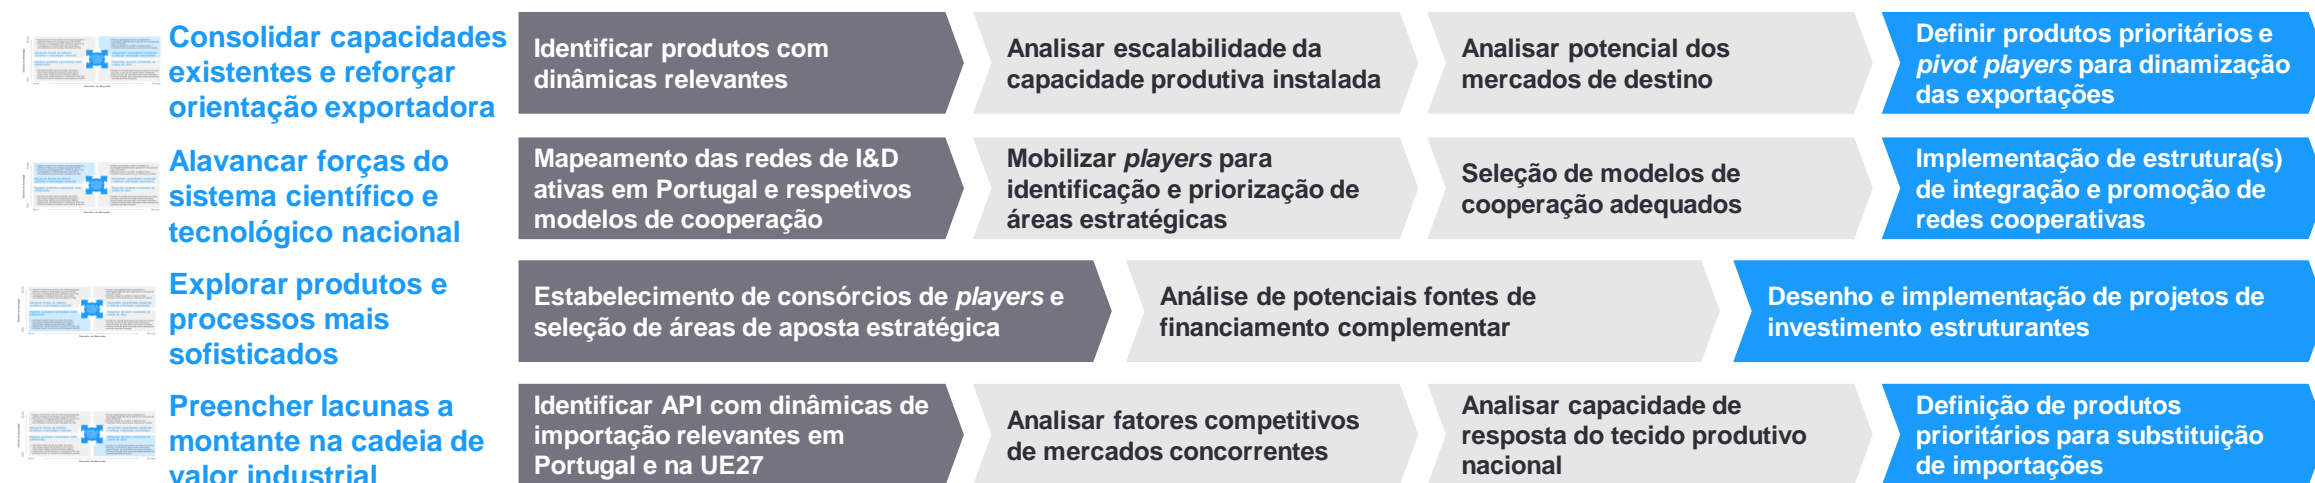 Consolidar capacidades
existentes e reforçar
orientação exportadora
Identificar produtos com
dinâmicas relevantes
Analisar escalabilidade da
capacidade produtiva instalada
Analisar potencial dos
mercados de destino
Definir produtos prioritários e
pivot players para dinamização
das exportações
Alavancar forças do
sistema científico e
tecnológico nacional
Mapeamento das redes de I&D
ativas em Portugal e respetivos
modelos de cooperação
Mobilizar players para
identificação e priorização de
áreas estratégicas
Seleção de modelos de
cooperação adequados
Implementação de estrutura(s)
de integração e promoção de
redes cooperativas
Explorar produtos e
processos mais
sofisticados
Estabelecimento de consórcios de players e
seleção de áreas de aposta estratégica
Análise de potenciais fontes de
financiamento complementar
Desenho e implementação de projetos de
investimento estruturantes
Preencher lacunas a
montante na cadeia de
valor industrial
Identificar API com dinâmicas de
importação relevantes em
Portugal e na UE27
Analisar fatores competitivos
de mercados concorrentes
Analisar capacidade de
resposta do tecido produtivo
nacional
Definição de produtos
prioritários para substituição
de importações